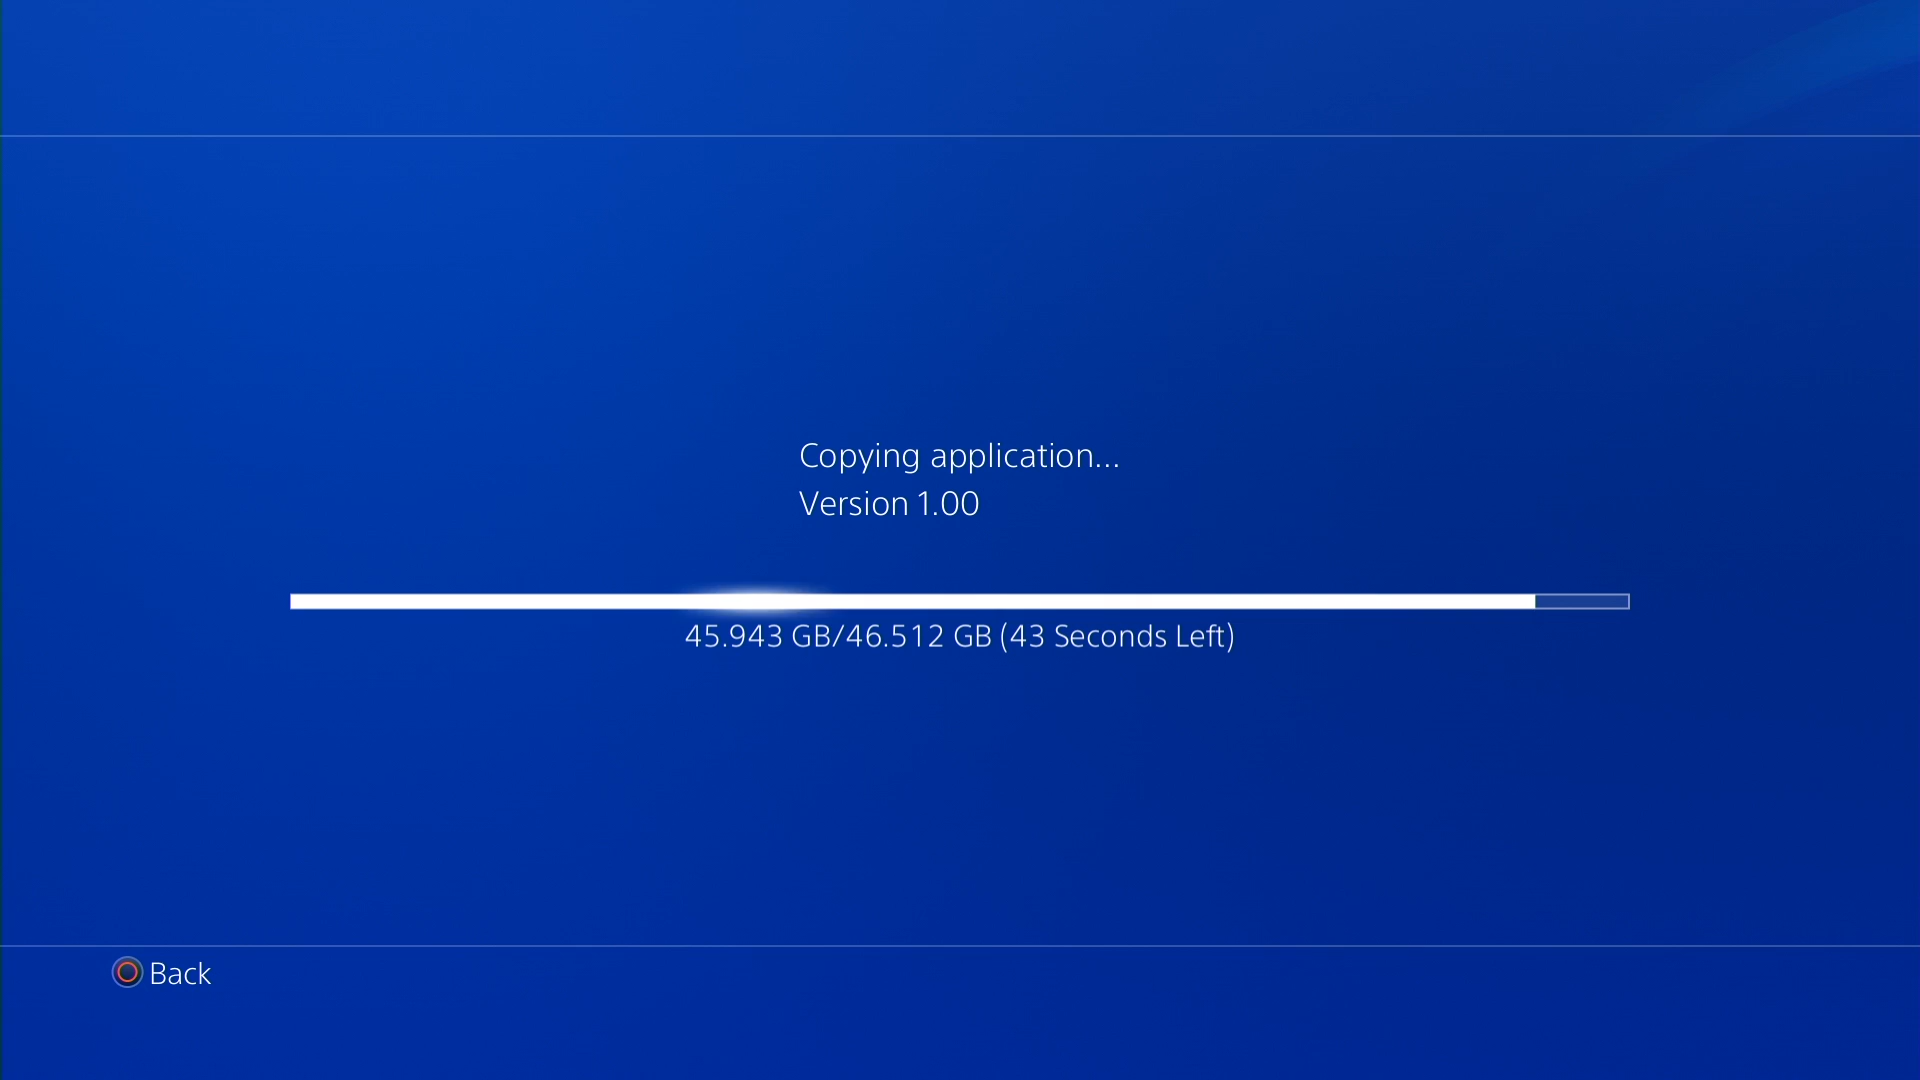 Copying application...
Version 1.00
45.943 GB/46.512 GB (43 Seconds Left)
Back